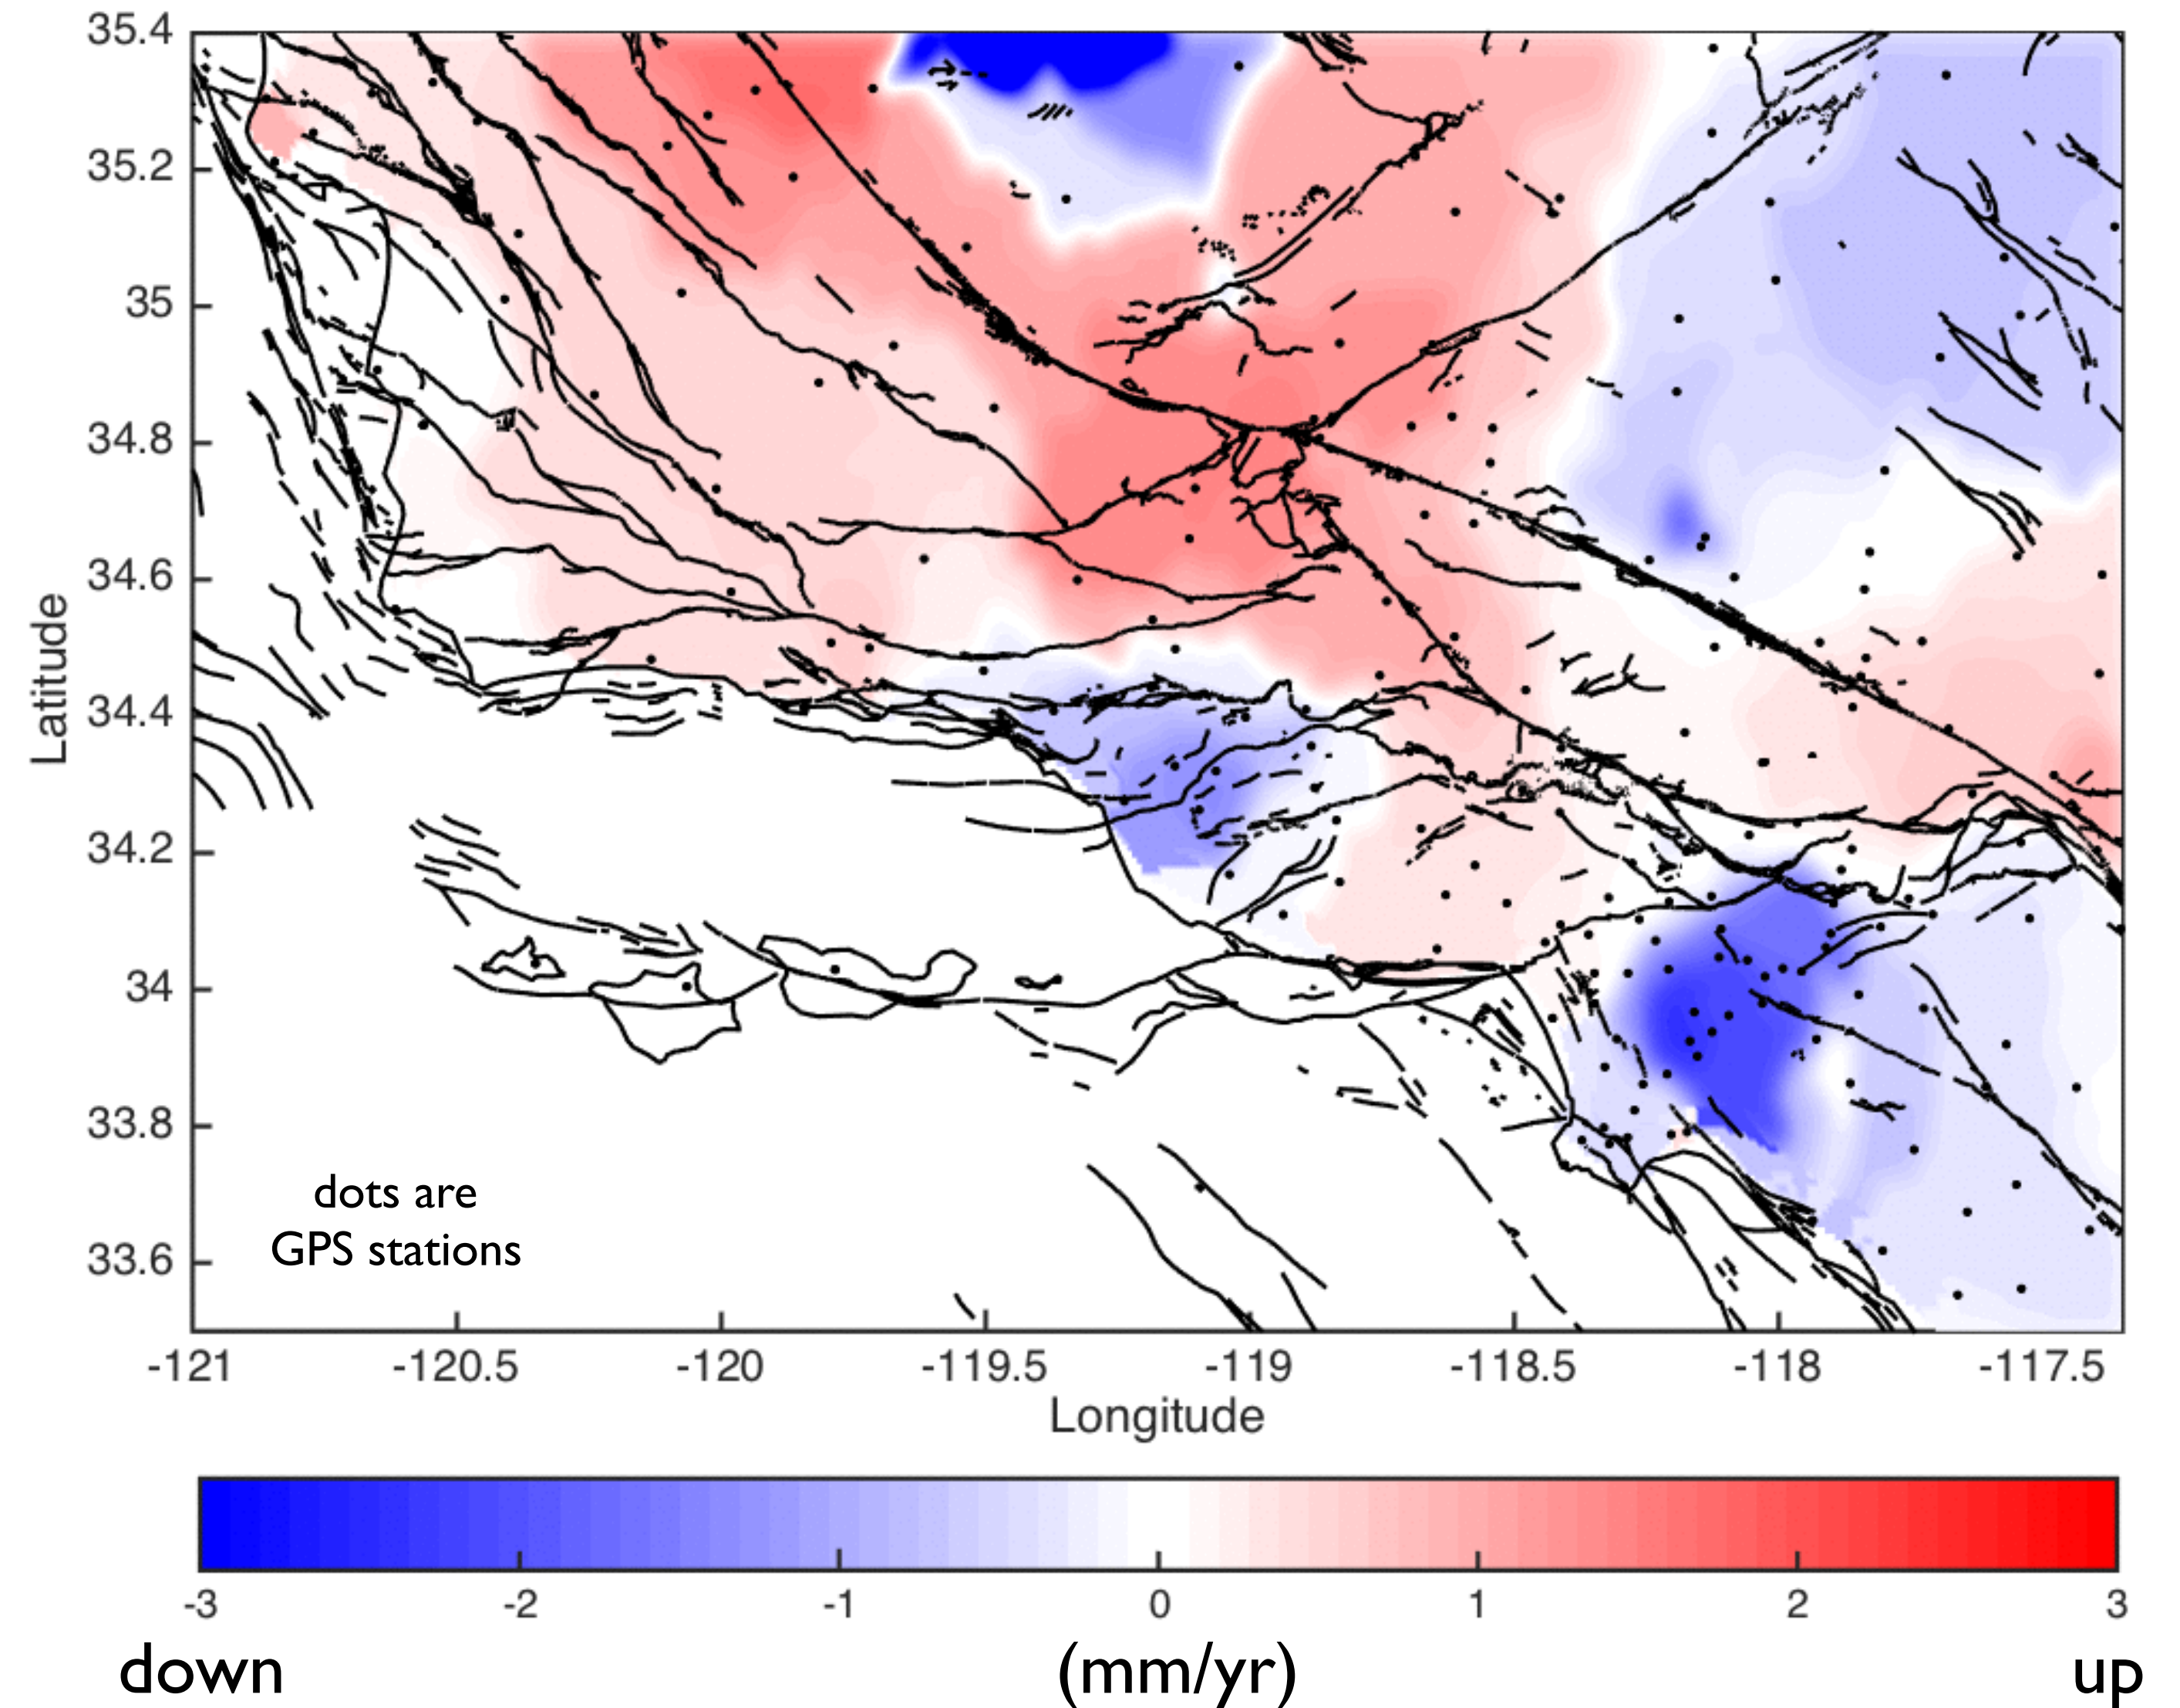 35.4
35.2
35
34.8
34.6
34.4
34.2
34
33.8
33.6
Latitude
dots are
GPS stations
-121 -120.5 -120 -119.5 -119 -118.5 -118 -117.5
Longitude
-3 -2 -1 0 1 2 3
down (mm/yr) up